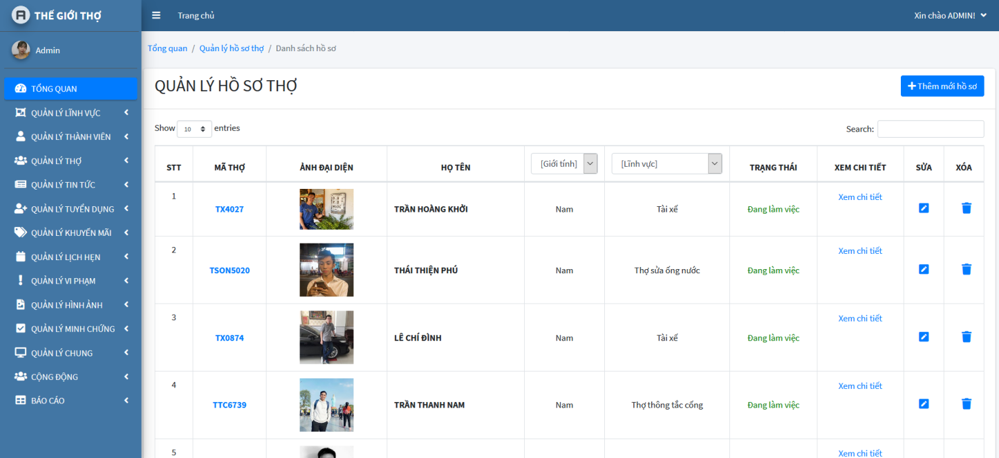 THẾ GIỚI THỢ
Trang chủ
Xin chào ADMIN!
Admin
Tổng quan / Quản lý hồ sơ thợ / Danh sách hồ sơ
TỔNG QUAN
QUẢN LÝ LĨNH VỰC
QUẢN LÝ THÀNH VIÊN
QUẢN LÝ THỢ
QUẢN LÝ TIN TỨC
QUẢN LÝ TUYỂN DỤNG
QUẢN LÝ KHUYẾN MÃI
QUẢN LÝ LỊCH HẸN
QUẢN LÝ VI PHẠM
QUẢN LÝ HÌNH ẢNH
QUẢN LÝ MINH CHỨNG
QUẢN LÝ CHUNG
CỘNG ĐỘNG
BÁO CÁO
QUẢN LÝ HỒ SƠ THỢ
Thêm mới hồ sơ
Show 10 entries
Search:
STT MÃ THỢ ẢNH ĐẠI DIỆN HỌ TÊN [Giới tính] [Lĩnh vực] TRẠNG THÁI XEM CHI TIẾT SỬA XÓA
1 TX4027 TRẦN HOÀNG KHỞI Nam Tài xế Đang làm việc Xem chi tiết
2 TSON5020 THÁI THIỆN PHÚ Nam Thợ sửa ống nước Đang làm việc Xem chi tiết
3 TX0874 LÊ CHÍ ĐÌNH Nam Tài xế Đang làm việc Xem chi tiết
4 TTC6739 TRẦN THANH NAM Nam Thợ thông tắc cống Đang làm việc Xem chi tiết
5 Xem chi tiết